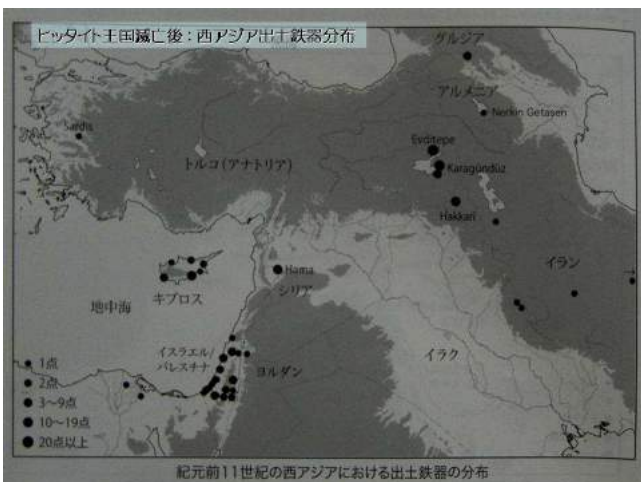 ヒッタイト王国滅亡後:西アジア出土鉄器分布
グルジア
アルメニア
Nerkin Getasen
Sardis
Evditepe
トルコ(アナトリア)
Karagündüz
Hakkari
イラン
Hama
シリア
キプロス
地中海
イスラエル/
パレスチナ
ヨルダン
イラク
1点
2点
3〜9点
10〜19点
20点以上
紀元前11世紀の西アジアにおける出土鉄器の分布